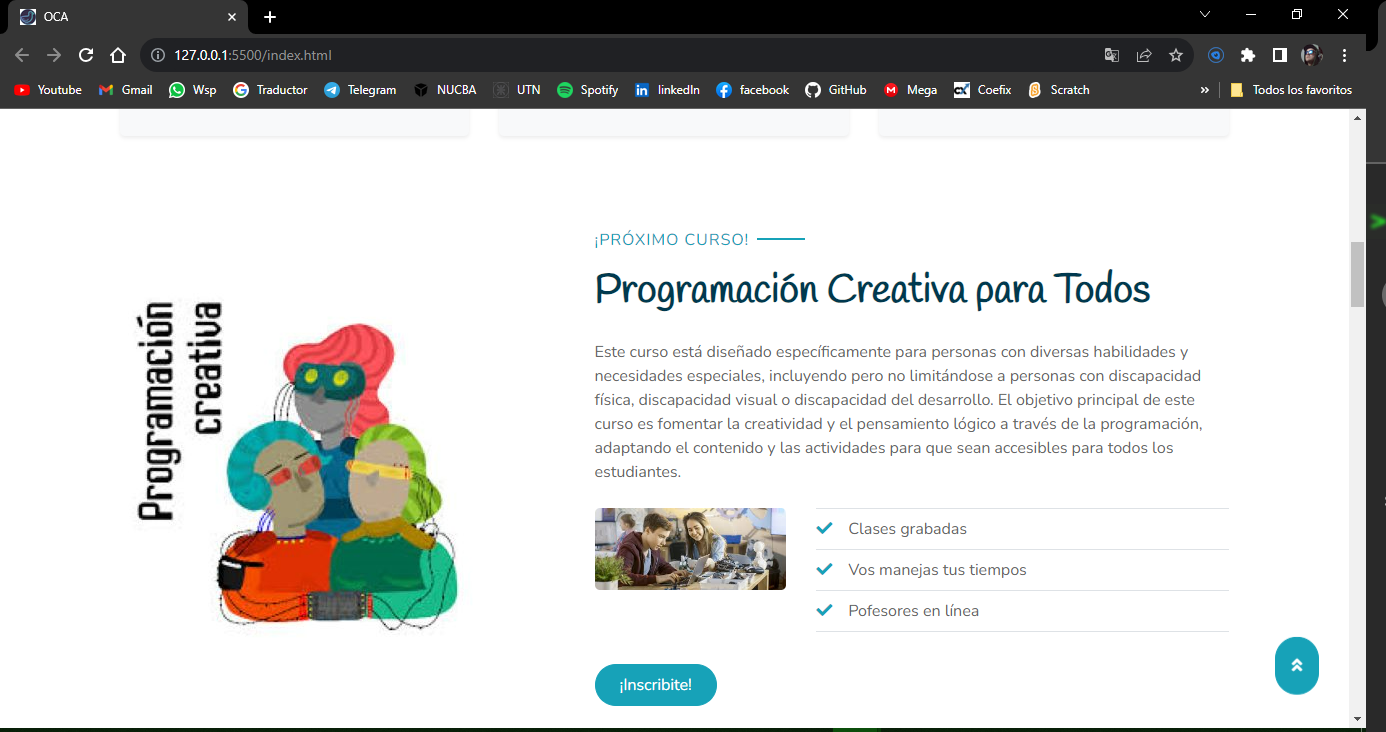 OCA
127.0.0.1:5500/index.html
Youtube Gmail Wsp Traductor Telegram NUCBA UTN Spotify linkedIn facebook GitHub Mega Coefix Scratch » Todos los favoritos
¡PRÓXIMO CURSO!
Programación Creativa para Todos
Programación
creativa
Este curso está diseñado específicamente para personas con diversas habilidades y
necesidades especiales, incluyendo pero no limitándose a personas con discapacidad
física, discapacidad visual o discapacidad del desarrollo. El objetivo principal de este
curso es fomentar la creatividad y el pensamiento lógico a través de la programación,
adaptando el contenido y las actividades para que sean accesibles para todos los
estudiantes.
Clases grabadas
Vos manejas tus tiempos
Pofesores en línea
¡Inscribite!